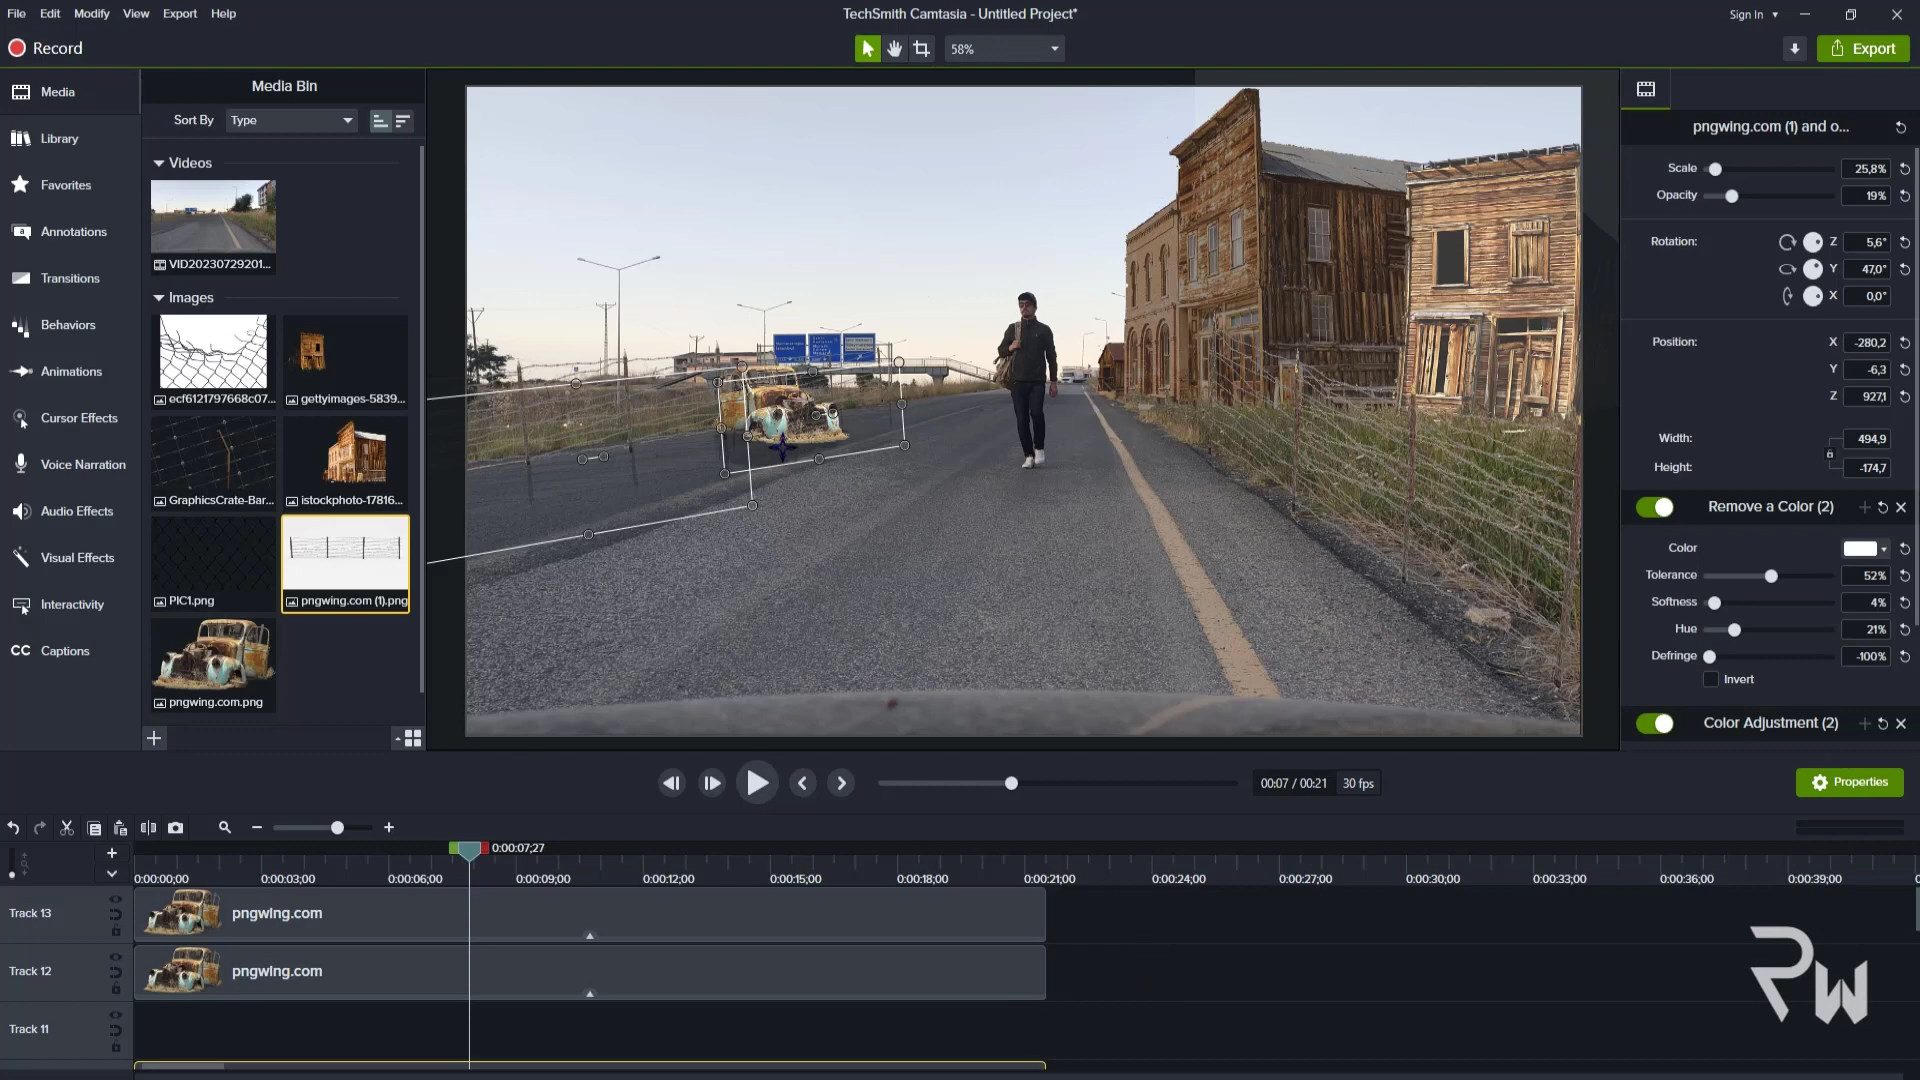 File Edit Modify View Export Help
TechSmith Camtasia - Untitled Project*
Sign In
Record
58%
Export
Media
Library
Favorites
Annotations
Transitions
Behaviors
Animations
Cursor Effects
Voice Narration
Audio Effects
Visual Effects
Interactivity
CC Captions
Media Bin
Sort By Type
Videos
VID20230729201...
Images
ecf6121797668c07...
gettyimages-5839...
GraphicsCrate-Bar...
istockphoto-17816...
PIC1.png
pngwing.com (1).png
pngwing.com.png
pngwing.com (1) and o...
Scale 25,8%
Opacity 19%
Rotation: Z 5,6°
Y 47,0°
X 0,0°
Position: X -280,2
Y -6,3
Z 927,1
Width: 494,9
Height: -174,7
Remove a Color (2)
Color
Tolerance 52%
Softness 4%
Hue 21%
Defringe -100%
Invert
Color Adjustment (2)
00:07 / 00:21 30 fps
Properties
0:00:07;27
0:00:00;00 0:00:03;00 0:00:06;00 0:00:09;00 0:00:12;00 0:00:15;00 0:00:18;00 0:00:21;00 0:00:24;00 0:00:27;00 0:00:30;00 0:00:33;00 0:00:36;00 0:00:39;00
Track 13 pngwing.com
Track 12 pngwing.com
Track 11
RW